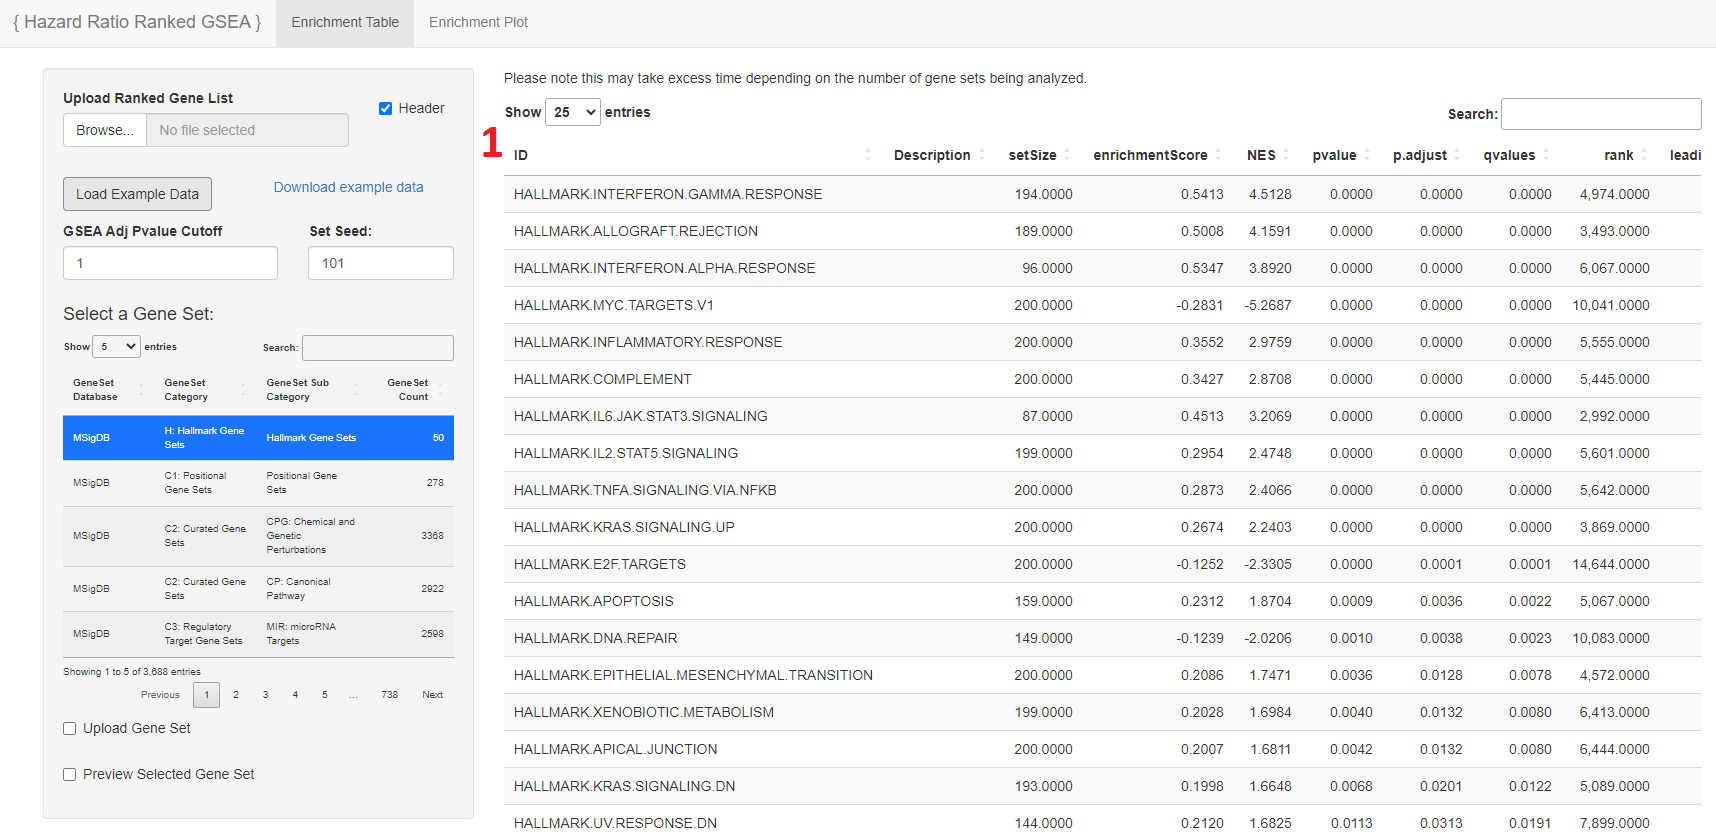 { Hazard Ratio Ranked GSEA } Enrichment Table Enrichment Plot
Upload Ranked Gene List
Header
Browse... No file selected
Load Example Data Download example data
GSEA Adj Pvalue Cutoff Set Seed:
1 101
Select a Gene Set:
Show 5 entries Search:
GeneSet Database GeneSet Category GeneSet Sub Category GeneSet Count
MSigDB H: Hallmark Gene Sets Hallmark Gene Sets 50
MSigDB C1: Positional Gene Sets Positional Gene Sets 278
MSigDB C2: Curated Gene Sets CPG: Chemical and Genetic Perturbations 3368
MSigDB C2: Curated Gene Sets CP: Canonical Pathway 2922
MSigDB C3: Regulatory Target Gene Sets MIR: microRNA Targets 2598
Showing 1 to 5 of 3,688 entries
Previous 1 2 3 4 5 ... 738 Next
Upload Gene Set
Preview Selected Gene Set
Please note this may take excess time depending on the number of gene sets being analyzed.
Show 25 entries Search:
1
ID Description setSize enrichmentScore NES pvalue p.adjust qvalues rank leadi
HALLMARK.INTERFERON.GAMMA.RESPONSE 194.0000 0.5413 4.5128 0.0000 0.0000 0.0000 4,974.0000
HALLMARK.ALLOGRAFT.REJECTION 189.0000 0.5008 4.1591 0.0000 0.0000 0.0000 3,493.0000
HALLMARK.INTERFERON.ALPHA.RESPONSE 96.0000 0.5347 3.8920 0.0000 0.0000 0.0000 6,067.0000
HALLMARK.MYC.TARGETS.V1 200.0000 -0.2831 -5.2687 0.0000 0.0000 0.0000 10,041.0000
HALLMARK.INFLAMMATORY.RESPONSE 200.0000 0.3552 2.9759 0.0000 0.0000 0.0000 5,555.0000
HALLMARK.COMPLEMENT 200.0000 0.3427 2.8708 0.0000 0.0000 0.0000 5,445.0000
HALLMARK.IL6.JAK.STAT3.SIGNALING 87.0000 0.4513 3.2069 0.0000 0.0000 0.0000 2,992.0000
HALLMARK.IL2.STAT5.SIGNALING 199.0000 0.2954 2.4748 0.0000 0.0000 0.0000 5,601.0000
HALLMARK.TNFA.SIGNALING.VIA.NFKB 200.0000 0.2873 2.4066 0.0000 0.0000 0.0000 5,642.0000
HALLMARK.KRAS.SIGNALING.UP 200.0000 0.2674 2.2403 0.0000 0.0000 0.0000 3,869.0000
HALLMARK.E2F.TARGETS 200.0000 -0.1252 -2.3305 0.0000 0.0001 0.0001 14,644.0000
HALLMARK.APOPTOSIS 159.0000 0.2312 1.8704 0.0009 0.0036 0.0022 5,067.0000
HALLMARK.DNA.REPAIR 149.0000 -0.1239 -2.0206 0.0010 0.0038 0.0023 10,083.0000
HALLMARK.EPITHELIAL.MESENCHYMAL.TRANSITION 200.0000 0.2086 1.7471 0.0036 0.0128 0.0078 4,572.0000
HALLMARK.XENOBIOTIC.METABOLISM 199.0000 0.2028 1.6984 0.0040 0.0132 0.0080 6,413.0000
HALLMARK.APICAL.JUNCTION 200.0000 0.2007 1.6811 0.0042 0.0132 0.0080 6,444.0000
HALLMARK.KRAS.SIGNALING.DN 193.0000 0.1998 1.6648 0.0068 0.0201 0.0122 5,089.0000
HALLMARK.UV.RESPONSE.DN 144.0000 0.2120 1.6825 0.0113 0.0313 0.0191 7,899.0000